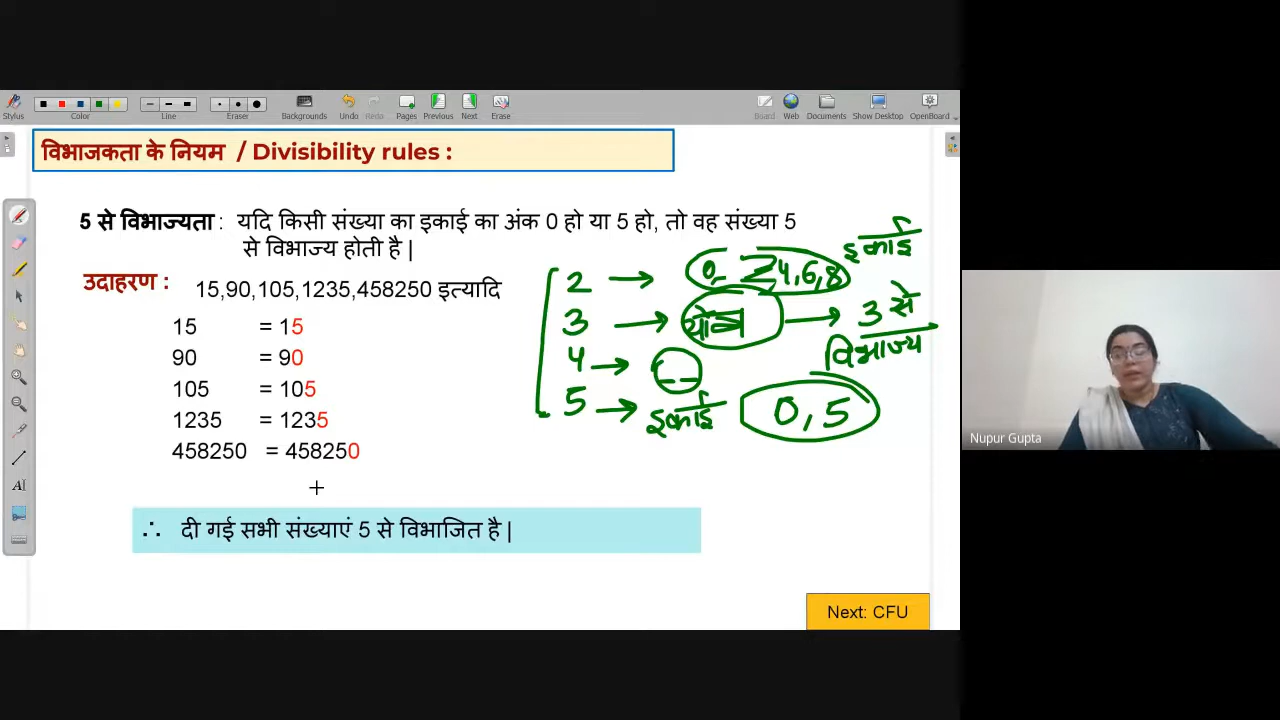 Stylus Color Line Eraser Backgrounds Undo Redo Pages Previous Next Erase Board Web Documents Show Desktop OpenBoard
विभाजकता के नियम / Divisibility rules :
5 से विभाज्यता : यदि किसी संख्या का इकाई का अंक 0 हो या 5 हो, तो वह संख्या 5
से विभाज्य होती है |
उदाहरण : 15,90,105,1235,458250 इत्यादि
15 = 15
90 = 90
105 = 105
1235 = 1235
458250 = 458250
∴ दी गई सभी संख्याएं 5 से विभाजित है |
2 → 0, 2 4,6,8 इकाई
3 → योग → 3 से
विभाज्य
4 → _ _
5 → इकाई 0, 5
Next: CFU
Nupur Gupta